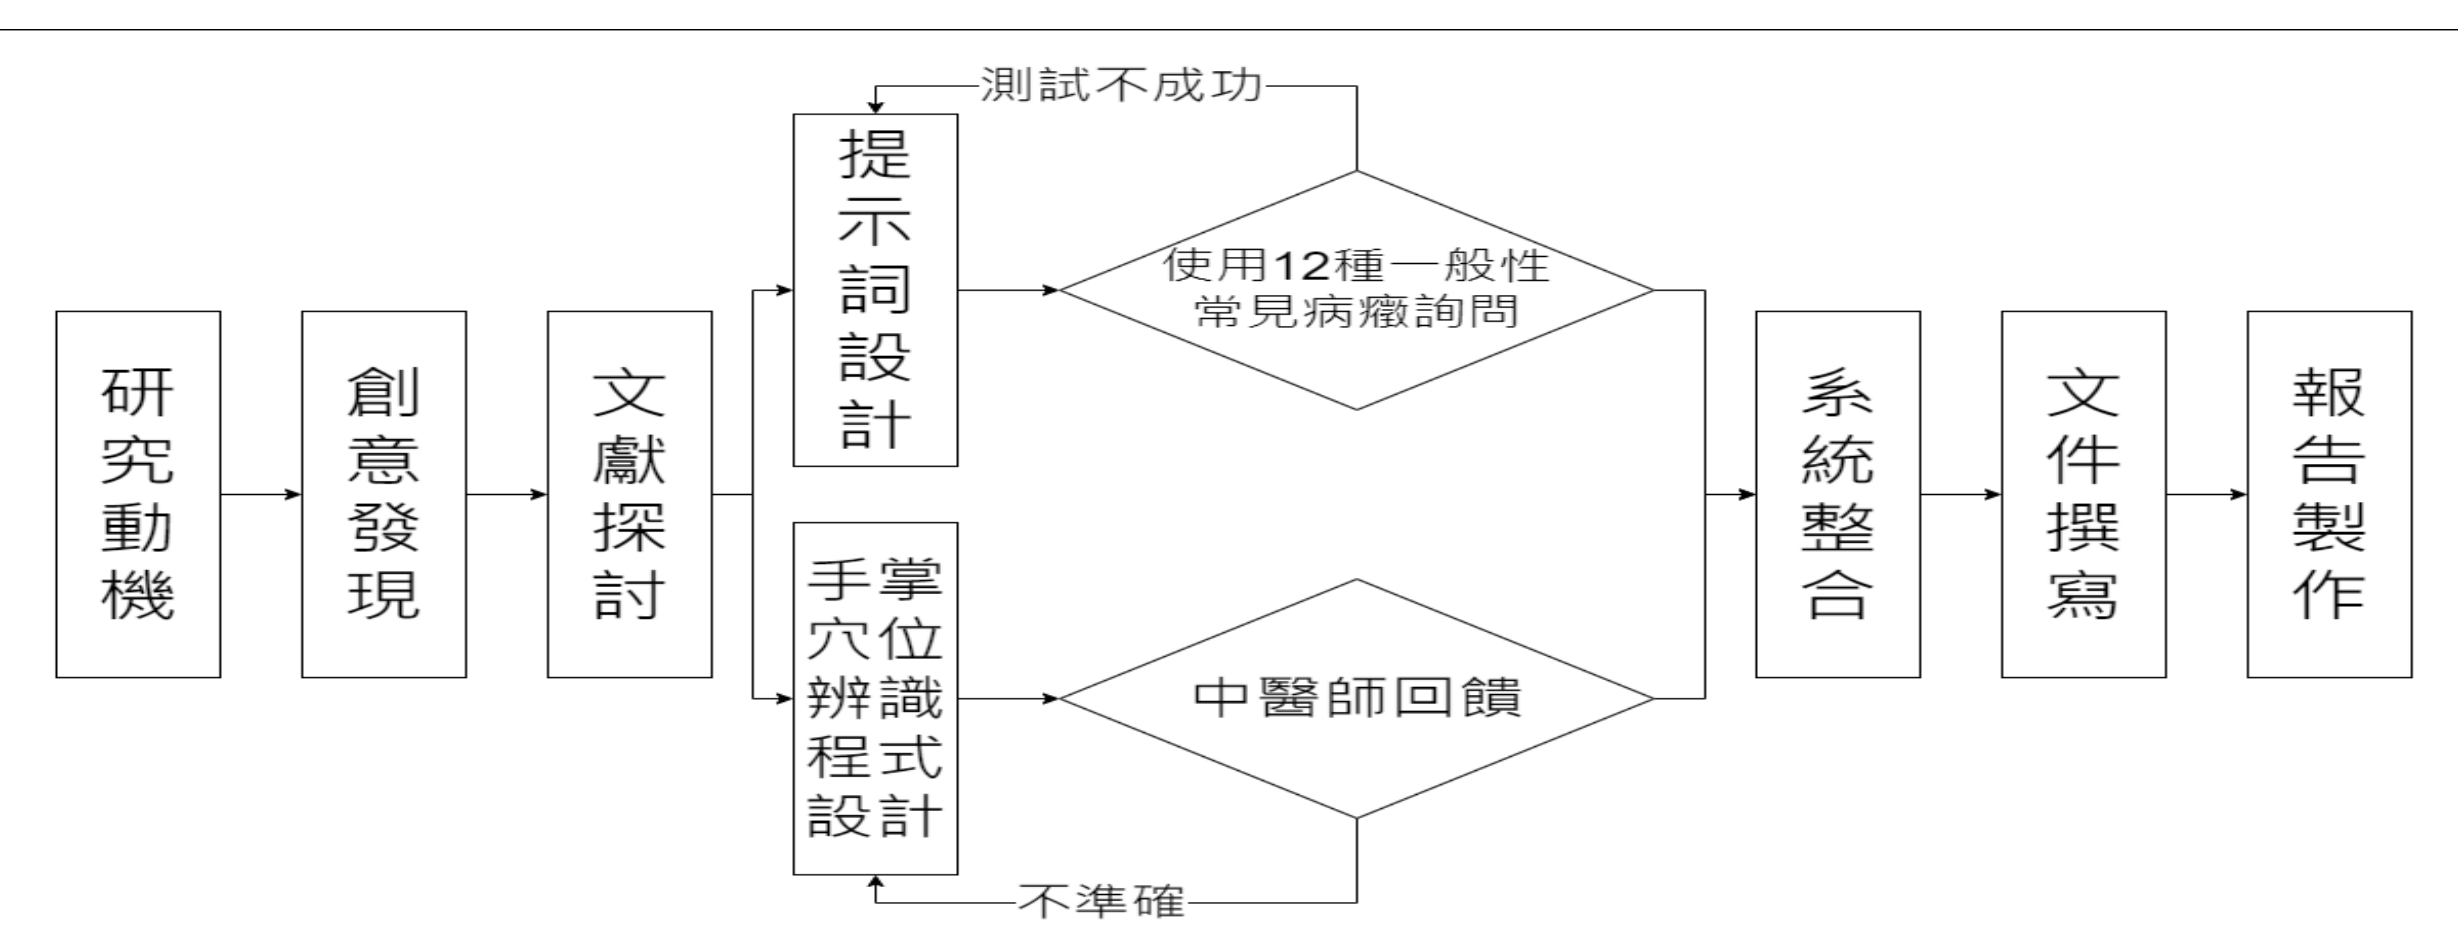 研究動機
創意發現
文獻探討
測試不成功
提示詞設計
使用12種一般性
常見病癥詢問
手掌
穴位
辨識
程式
設計
中醫師回饋
不準確
系統整合
文件撰寫
報告製作